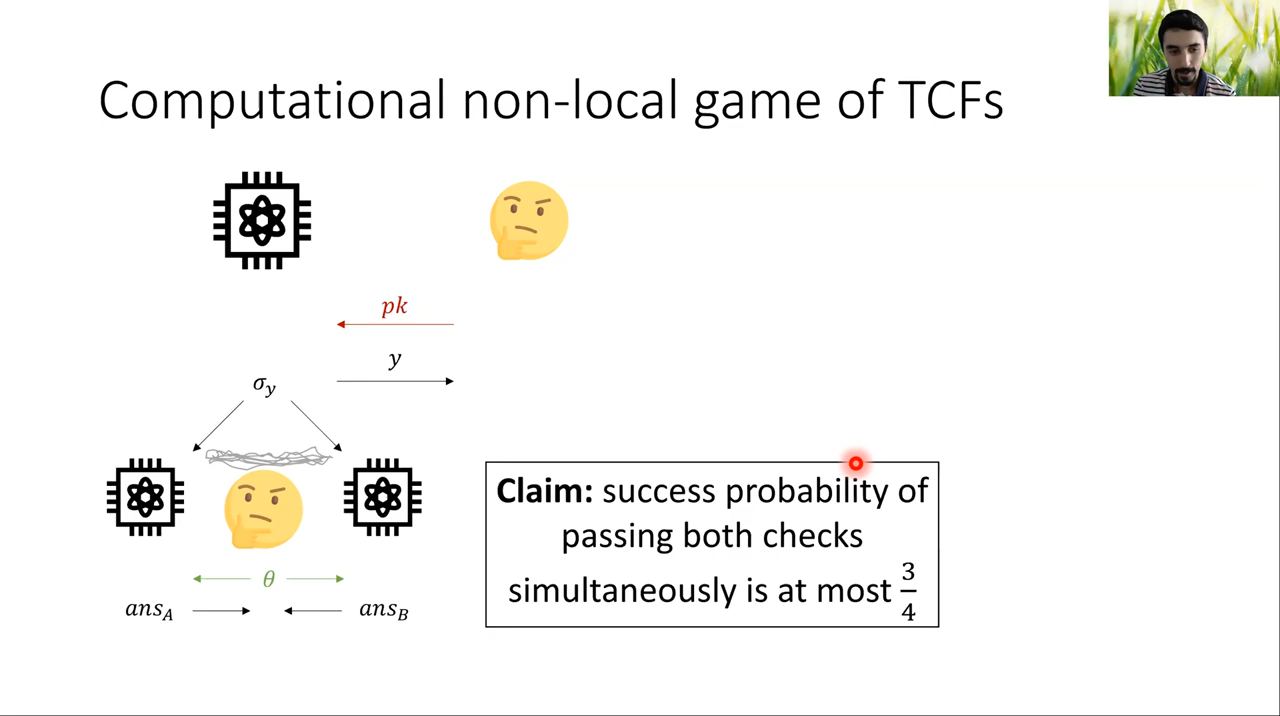 Computational non-local game of TCFs
pk
y
σ_y
θ
ans_A
ans_B
Claim: success probability of
passing both checks
simultaneously is at most 3/4